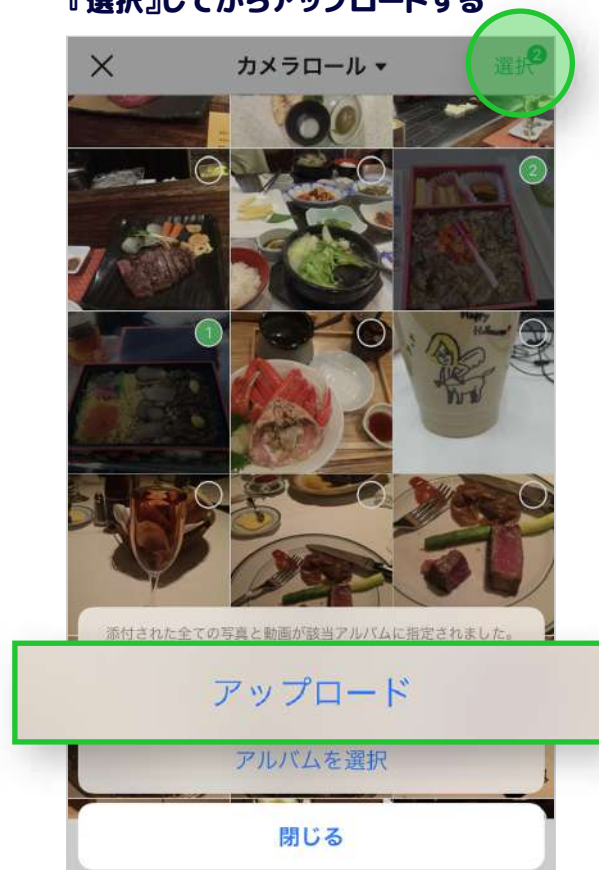 『選択』してからアップロードする
カメラロール ▼
選択
2
2
1
Happy
添付された全ての写真と動画が該当アルバムに指定されました。
アップロード
アルバムを選択
閉じる